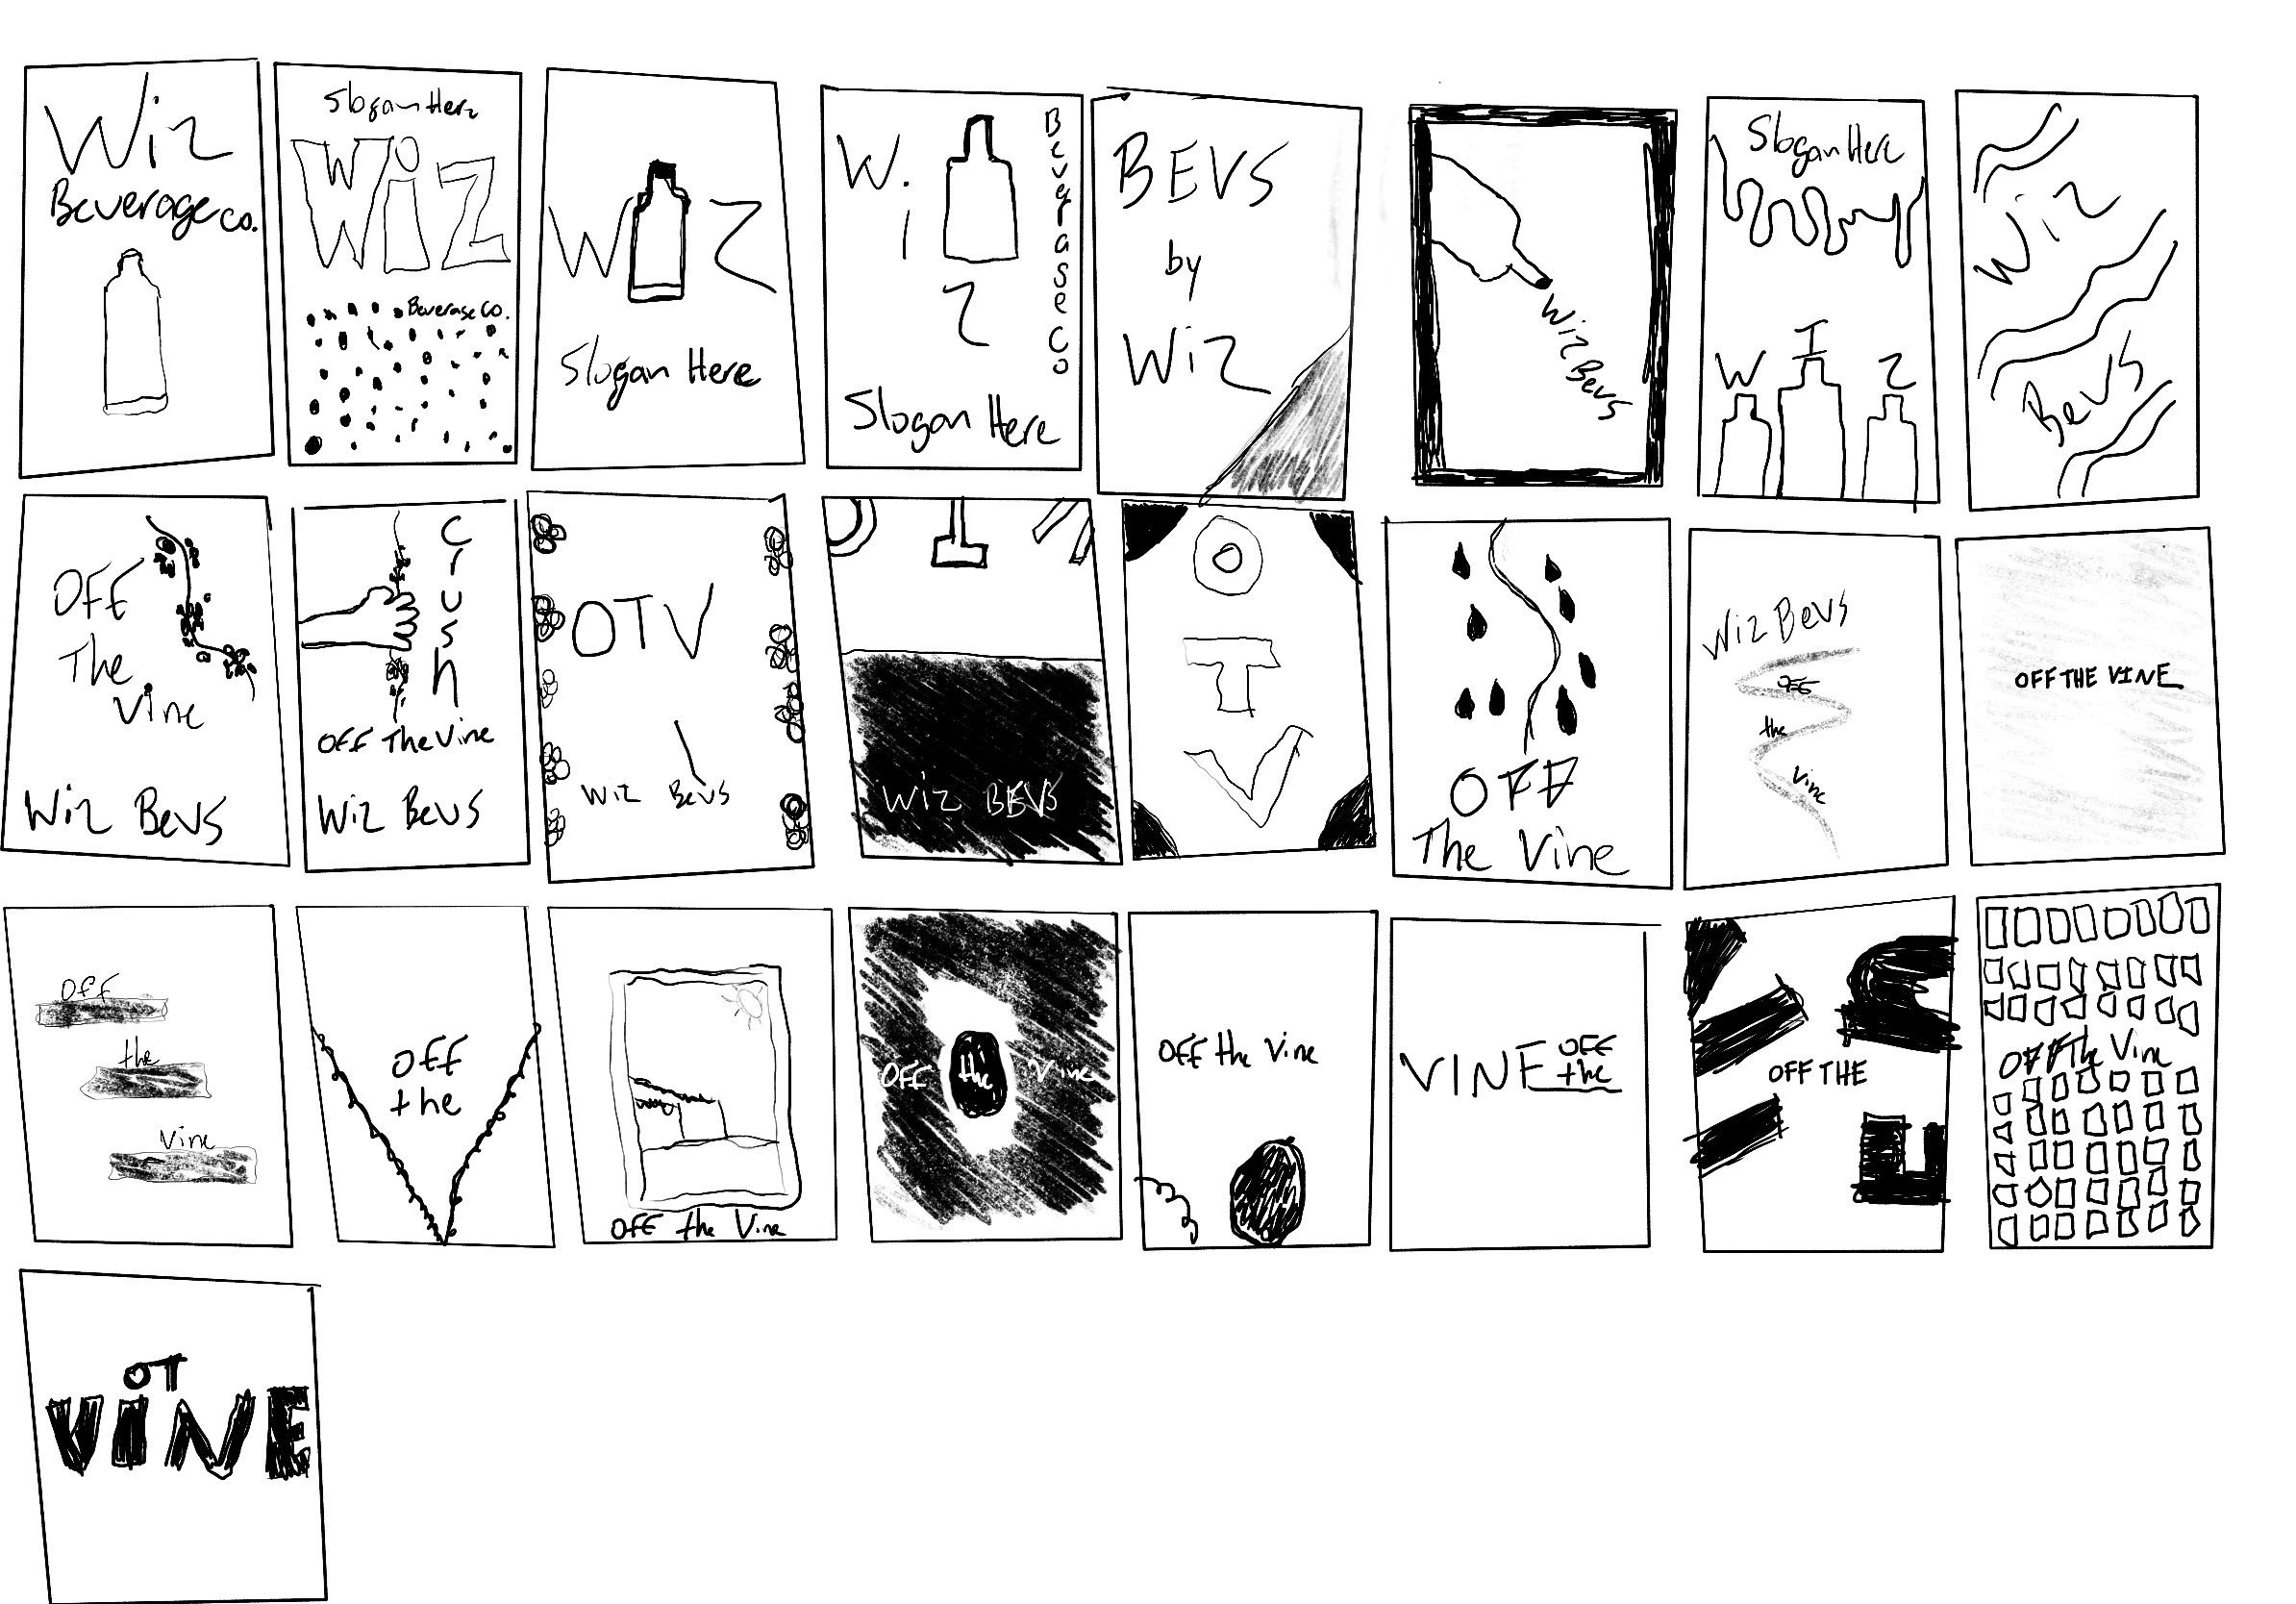 Wiz
Beverage co.
Slogan Here
WiZ
Beverage Co.
W Z
Slogan Here
W.
i
Z
Beverage Co
Slogan Here
BEVS
by
Wiz
Wiz Bevs
Slogan Here
W I Z
Wiz
Bevs
OFF
The
Vine
Wiz Bevs
Crush
OFF The Vine
Wiz Bevs
OTV
Wiz Bevs
Wiz BEVS
O
T
V
OFF
The Vine
Wiz Bevs
OFF
the
Vine
OFF THE VINE
Off
the
Vine
Off
the
Off the Vine
OFF the Vine
Off the Vine
VINE OFF
the
OFF THE
OFF The Vine
OT
ViNE